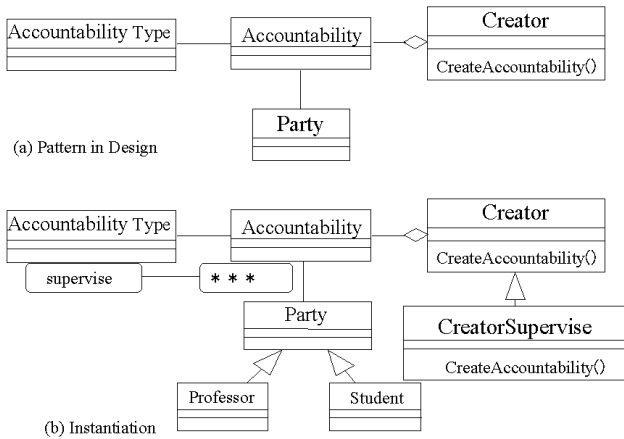 Accountability Type
Accountability
Creator
CreateAccountability()
Party
(a) Pattern in Design
Accountability Type
Accountability
Creator
CreateAccountability()
supervise
* * *
Party
CreatorSupervise
CreateAccountability()
Professor
Student
(b) Instantiation